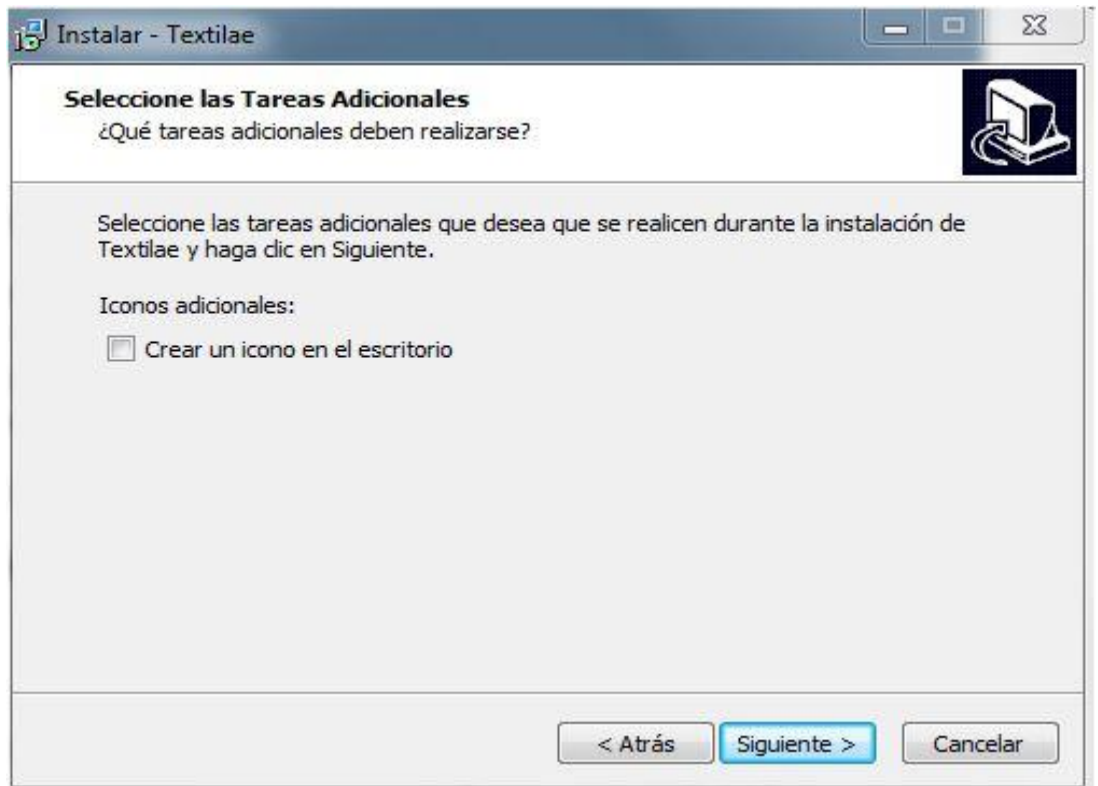 Instalar - Textilae
Seleccione las Tareas Adicionales
¿Qué tareas adicionales deben realizarse?
Seleccione las tareas adicionales que desea que se realicen durante la instalación de
Textilae y haga clic en Siguiente.
Iconos adicionales:
Crear un icono en el escritorio
< Atrás Siguiente > Cancelar